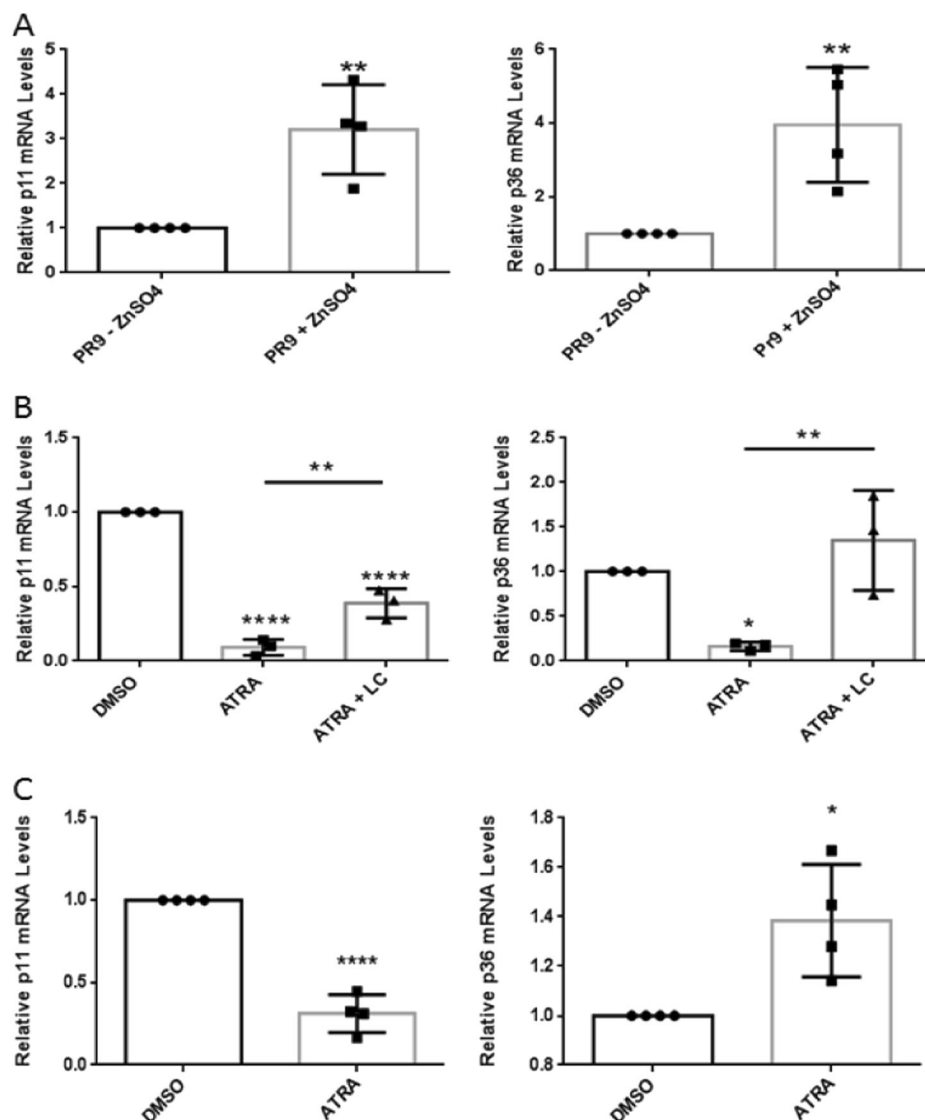 A
Relative p11 mRNA Levels
5
4
3
2
1
0
**
PR9 - ZnSO4
PR9 + ZnSO4
Relative p36 mRNA Levels
6
4
2
0
**
PR9 - ZnSO4
Pr9 + ZnSO4
B
Relative p11 mRNA Levels
1.5
1.0
0.5
0.0
**
****
****
DMSO
ATRA
ATRA + LC
Relative p36 mRNA Levels
2.5
2.0
1.5
1.0
0.5
0.0
**
*
DMSO
ATRA
ATRA + LC
C
Relative p11 mRNA Levels
1.5
1.0
0.5
0.0
****
DMSO
ATRA
Relative p36 mRNA Levels
1.8
1.6
1.4
1.2
1.0
0.8
*
DMSO
ATRA